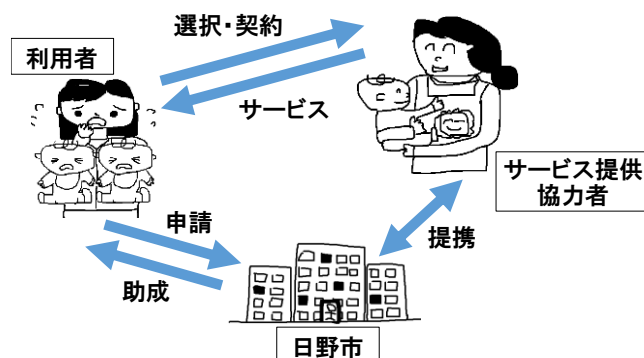 選択・契約
利用者
サービス
サービス提供
協力者
申請
提携
助成
日野市